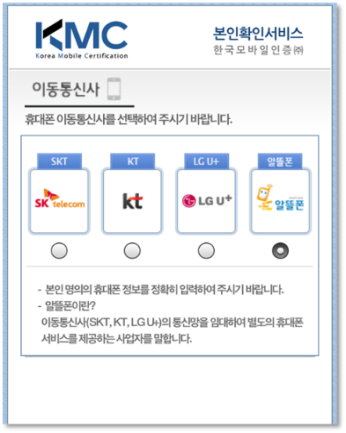 KMC
Korea Mobile Certification
본인확인서비스
한국모바일인증㈜
이동통신사
휴대폰 이동통신사를 선택하여 주시기 바랍니다.
SKT KT LG U+ 알뜰폰
SK telecom kt LG U+ 알뜰폰
- 본인 명의의 휴대폰 정보를 정확히 입력하여 주시기 바랍니다.
- 알뜰폰이란?
이동통신사(SKT, KT, LG U+)의 통신망을 임대하여 별도의 휴대폰
서비스를 제공하는 사업자를 말합니다.